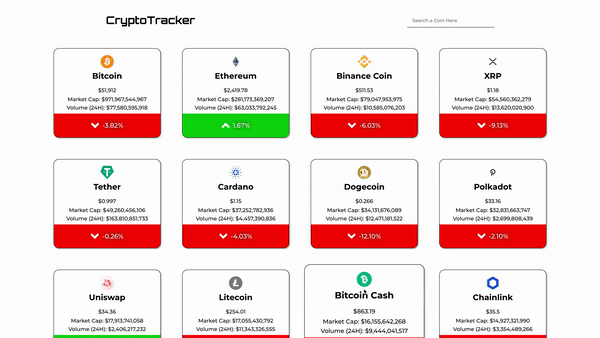 CryptoTracker
Search a Coin Here
Bitcoin
$51,912
Market Cap: $971,967,544,967
Volume (24H): $77,580,595,918
-3.82%
Ethereum
$2,419.78
Market Cap: $281,173,369,207
Volume (24H): $63,033,792,245
1.67%
Binance Coin
$511.53
Market Cap: $79,047,953,975
Volume (24H): $10,585,076,203
-6.03%
XRP
$1.18
Market Cap: $54,560,362,279
Volume (24H): $13,620,020,900
-9.13%
Tether
$0.997
Market Cap: $49,260,456,106
Volume (24H): $163,810,851,733
-0.26%
Cardano
$1.15
Market Cap: $37,252,782,936
Volume (24H): $4,457,390,836
-4.03%
Dogecoin
$0.266
Market Cap: $34,131,676,089
Volume (24H): $12,471,181,522
-12.10%
Polkadot
$33.16
Market Cap: $32,831,663,747
Volume (24H): $2,699,808,439
-2.10%
Uniswap
$34.36
Market Cap: $17,913,741,058
Volume (24H): $2,406,217,232
Litecoin
$254.01
Market Cap: $17,055,430,792
Volume (24H): $11,343,326,555
Bitcoin Cash
$863.19
Market Cap: $16,155,642,268
Volume (24H): $9,444,041,517
Chainlink
$35.5
Market Cap: $14,927,321,990
Volume (24H): $3,354,489,266